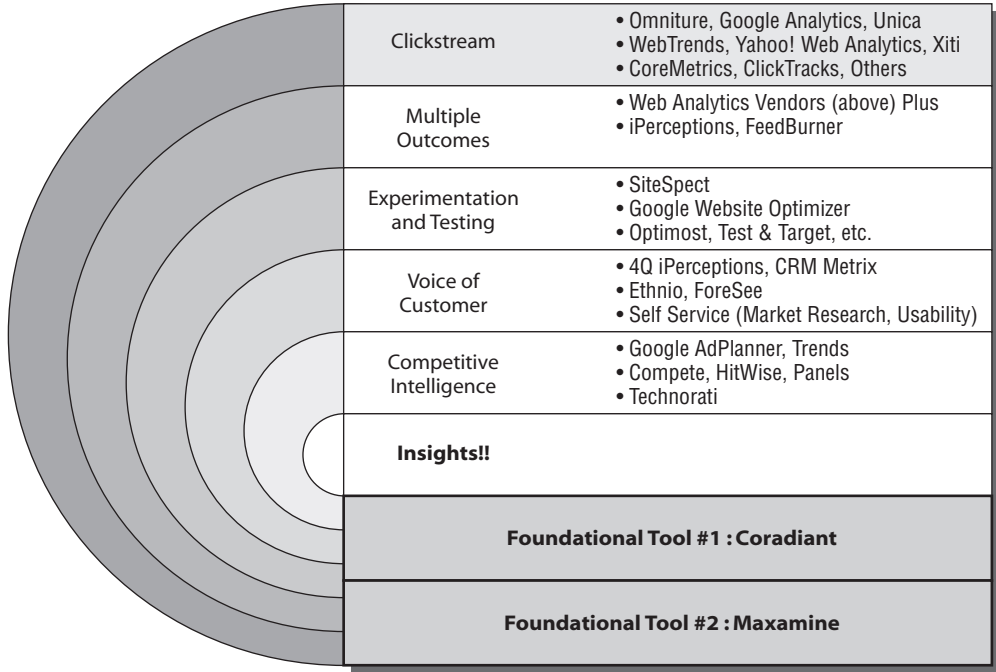 Clickstream
• Omniture, Google Analytics, Unica
• WebTrends, Yahoo! Web Analytics, Xiti
• CoreMetrics, ClickTracks, Others
Multiple
Outcomes
• Web Analytics Vendors (above) Plus
• iPerceptions, FeedBurner
Experimentation
and Testing
• SiteSpect
• Google Website Optimizer
• Optimost, Test & Target, etc.
Voice of
Customer
• 4Q iPerceptions, CRM Metrix
• Ethnio, ForeSee
• Self Service (Market Research, Usability)
Competitive
Intelligence
• Google AdPlanner, Trends
• Compete, HitWise, Panels
• Technorati
Insights!!
Foundational Tool #1 : Coradiant
Foundational Tool #2 : Maxamine